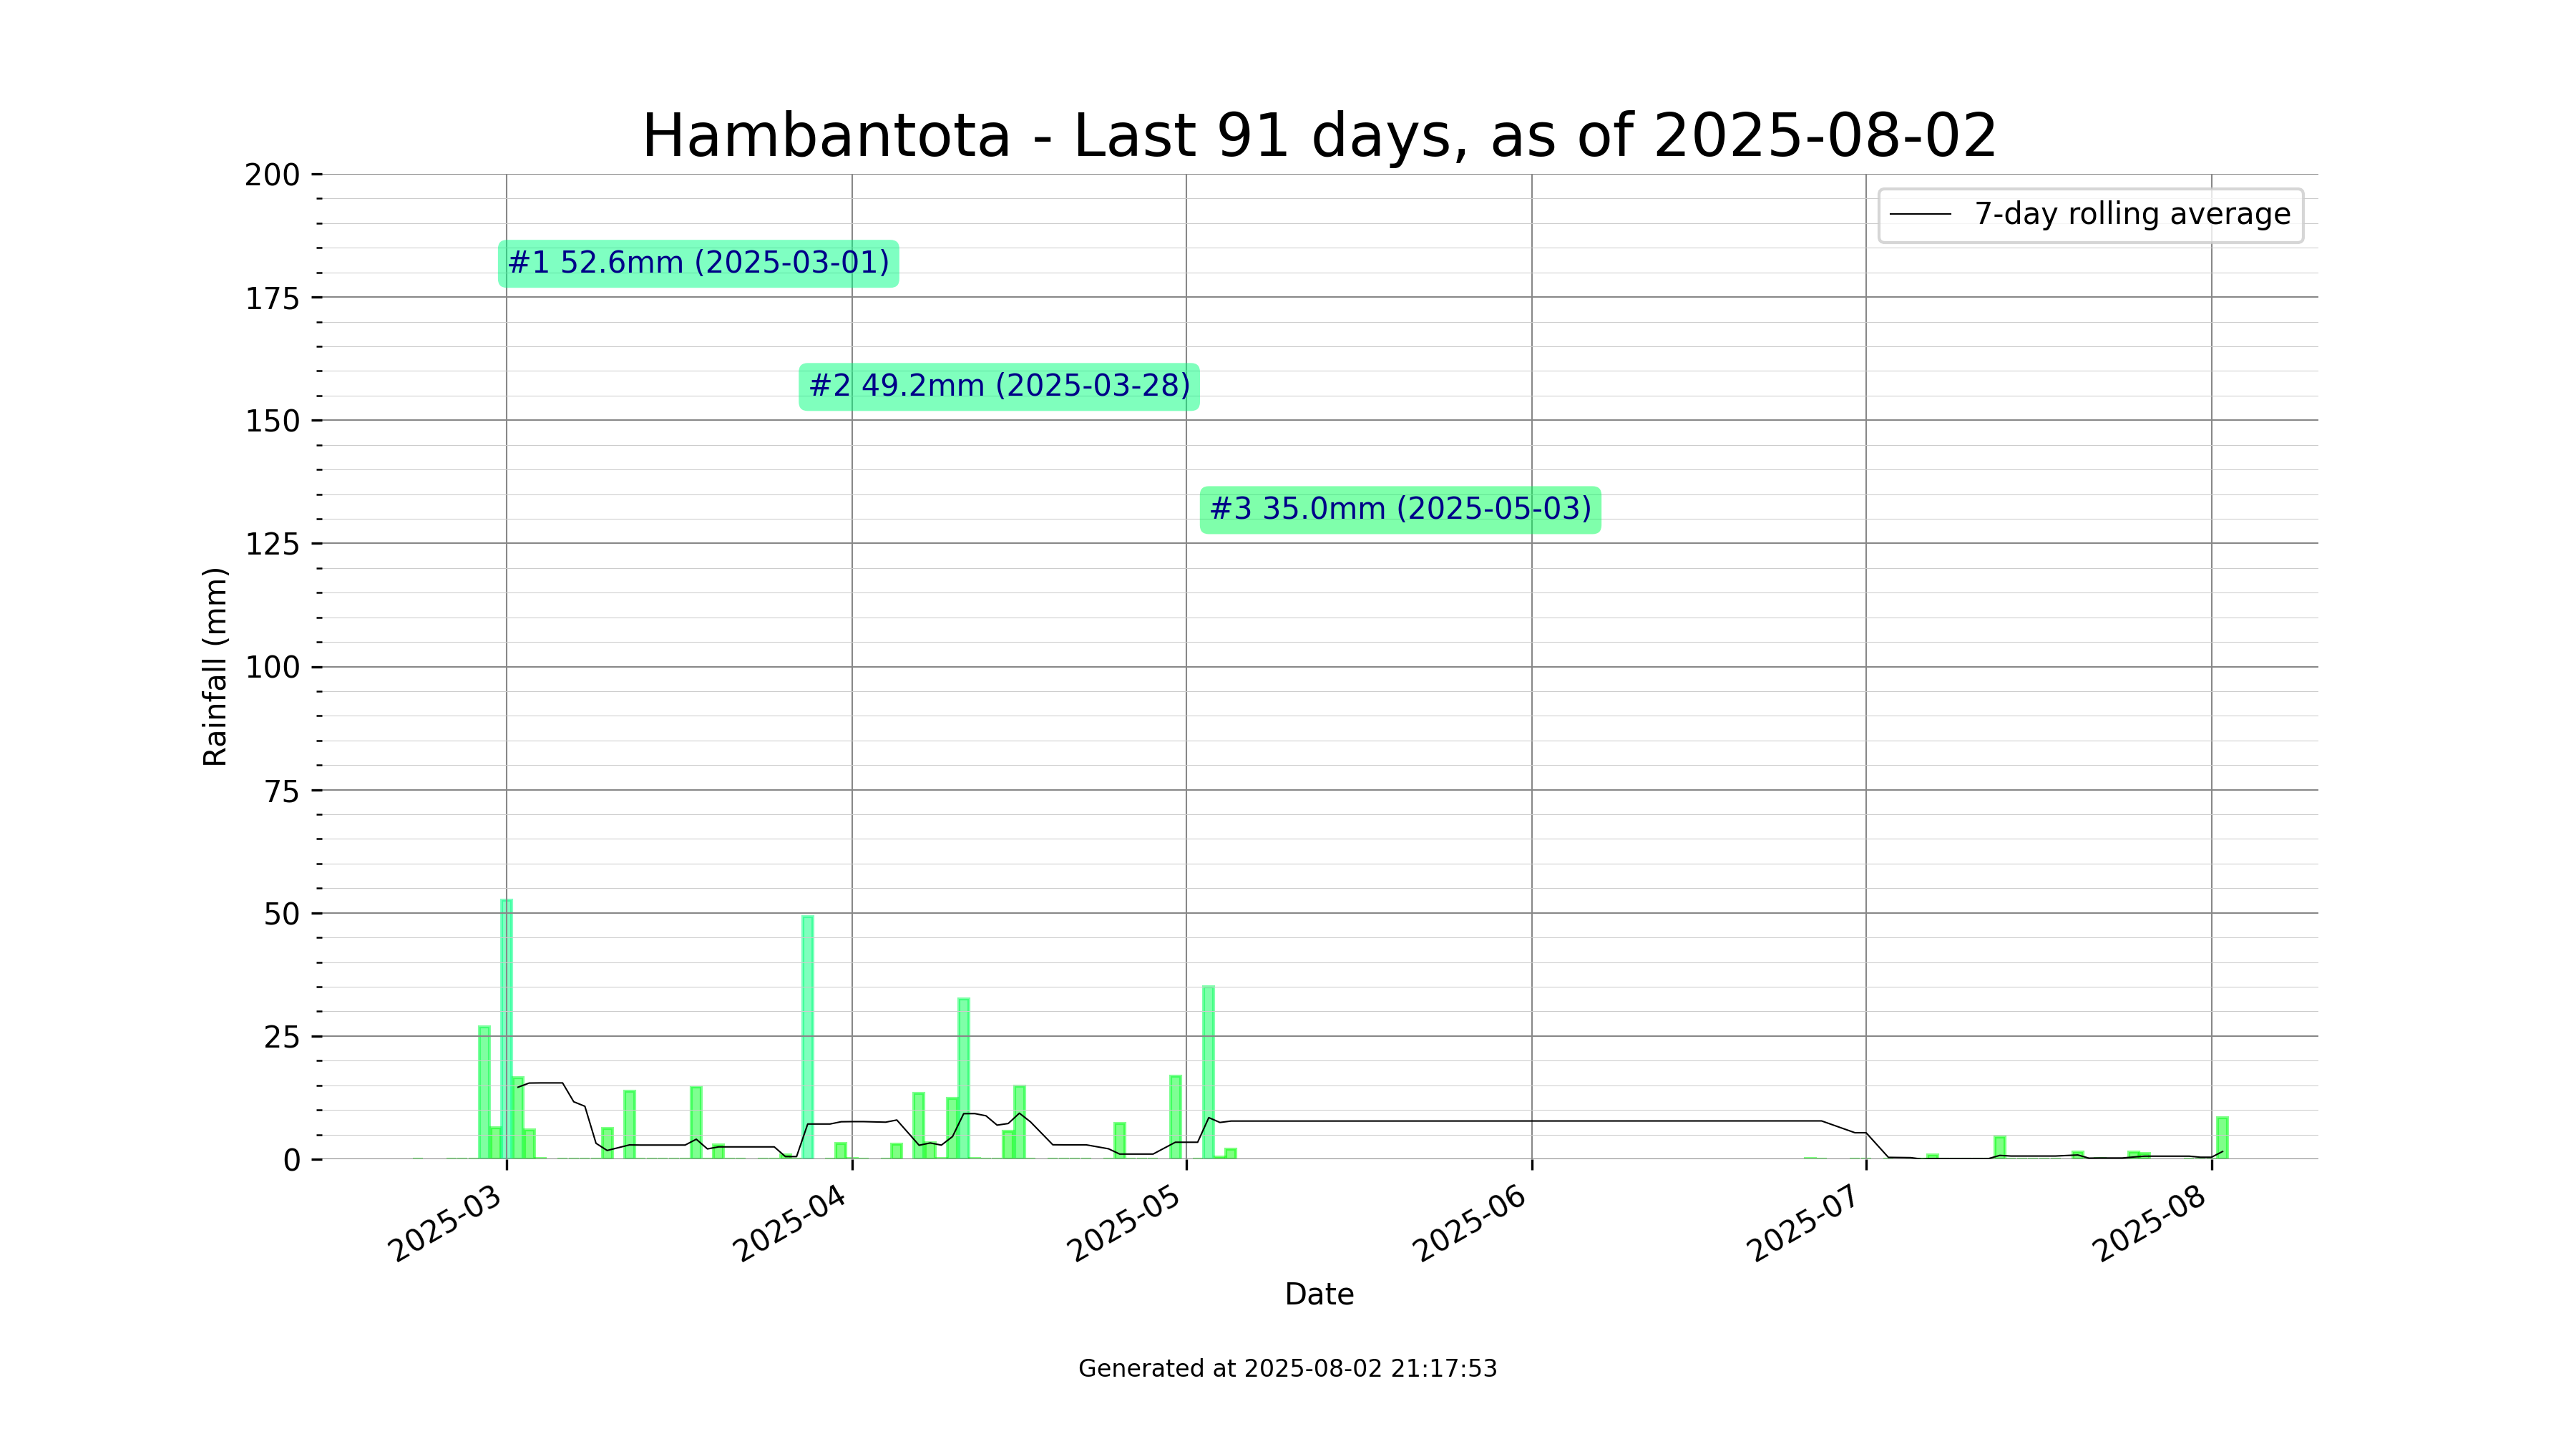 Hambantota - Last 91 days, as of 2025-08-02
7-day rolling average
#1 52.6mm (2025-03-01)
#2 49.2mm (2025-03-28)
#3 35.0mm (2025-05-03)
Rainfall (mm)
200
175
150
125
100
75
50
25
0
2025-03
2025-04
2025-05
2025-06
2025-07
2025-08
Date
Generated at 2025-08-02 21:17:53